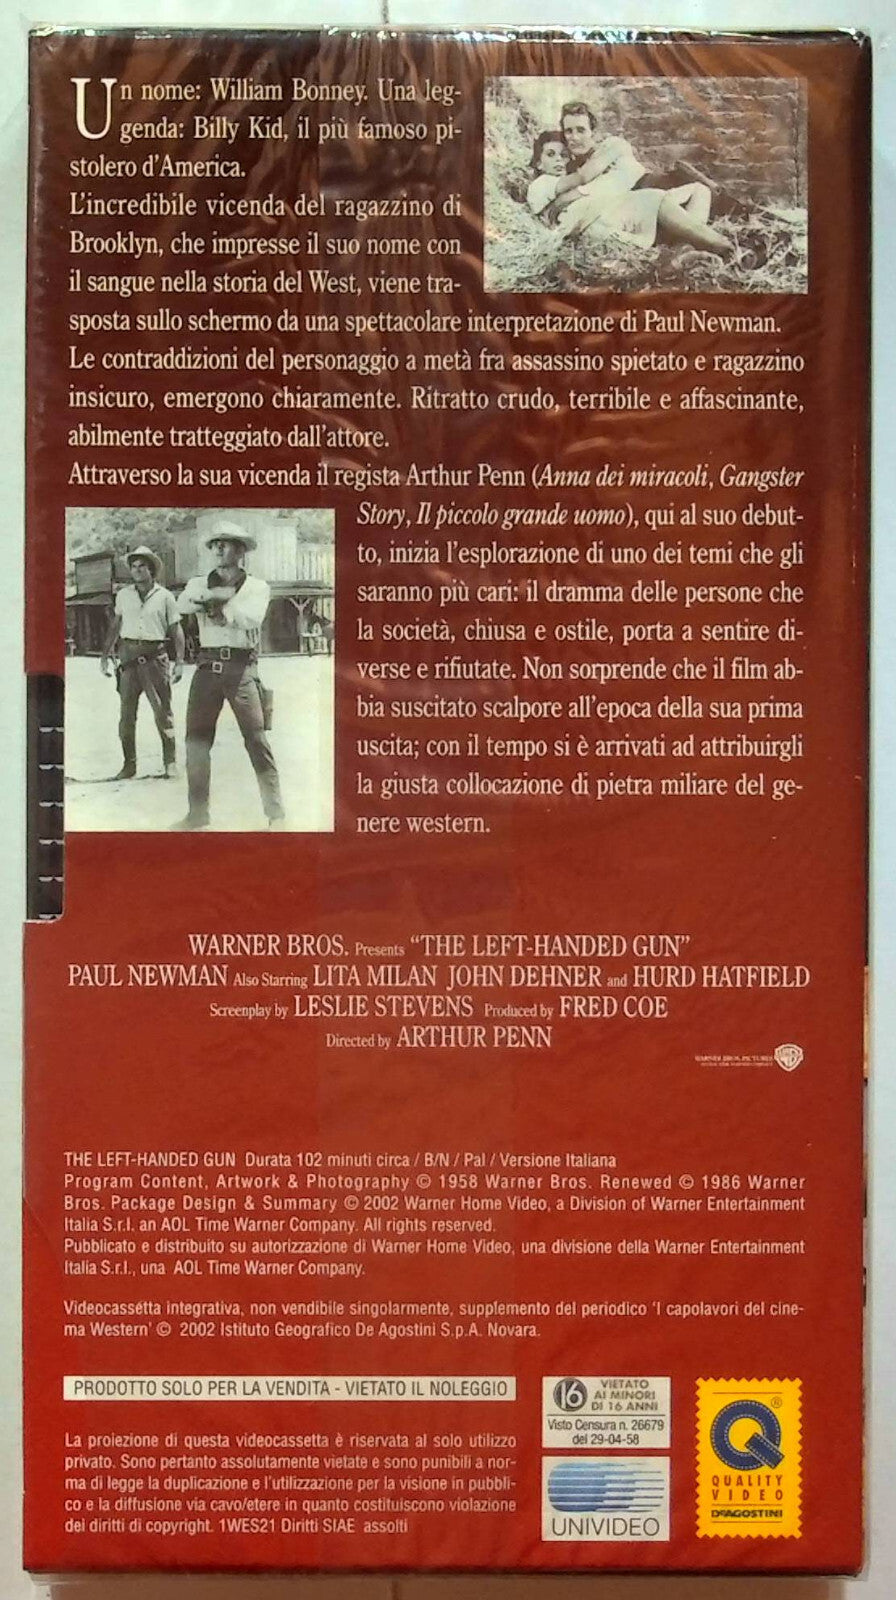 Un nome: William Bonney. Una leg-
genda: Billy Kid, il più famoso pi-
stolero d'America.
L'incredibile vicenda del ragazzino di
Brooklyn, che impresse il suo nome con
il sangue nella storia del West, viene tra-
sposta sullo schermo da una spettacolare interpretazione di Paul Newman.
Le contraddizioni del personaggio a metà fra assassino spietato e ragazzino
insicuro, emergono chiaramente. Ritratto crudo, terribile e affascinante,
abilmente tratteggiato dall'attore.
Attraverso la sua vicenda il regista Arthur Penn (Anna dei miracoli, Gangster
Story, Il piccolo grande uomo), qui al suo debut-
to, inizia l'esplorazione di uno dei temi che gli
saranno più cari: il dramma delle persone che
la società, chiusa e ostile, porta a sentire di-
verse e rifiutate. Non sorprende che il film ab-
bia suscitato scalpore all'epoca della sua prima
uscita; con il tempo si è arrivati ad attribuirgli
la giusta collocazione di pietra miliare del ge-
nere western.
WARNER BROS. Presents "THE LEFT-HANDED GUN"
PAUL NEWMAN Also Starring LITA MILAN JOHN DEHNER and HURD HATFIELD
Screenplay by LESLIE STEVENS Produced by FRED COE
Directed by ARTHUR PENN
WARNER BROS. PICTURES
THE LEFT-HANDED GUN Durata 102 minuti circa / B/N / Pal / Versione Italiana
Program Content, Artwork & Photography © 1958 Warner Bros. Renewed © 1986 Warner
Bros. Package Design & Summary © 2002 Warner Home Video, a Division of Warner Entertainment
Italia S.r.l. an AOL Time Warner Company. All rights reserved.
Pubblicato e distribuito su autorizzazione di Warner Home Video, una divisione della Warner Entertainment
Italia S.r.l., una AOL Time Warner Company.
Videocassetta integrativa, non vendibile singolarmente, supplemento del periodico 'I capolavori del cine-
ma Western' © 2002 Istituto Geografico De Agostini S.p.A. Novara.
PRODOTTO SOLO PER LA VENDITA - VIETATO IL NOLEGGIO
La proiezione di questa videocassetta è riservata al solo utilizzo
privato. Sono pertanto assolutamente vietate e sono punibili a nor-
ma di legge la duplicazione e l'utilizzazione per la visione in pubbli-
co e la diffusione via cavo/etere in quanto costituiscono violazione
dei diritti di copyright. 1WES21 Diritti SIAE assolti
16 VIETATO
AI MINORI
DI 16 ANNI
Visto Censura n. 26679
del 29-04-58
UNIVIDEO
Q ®
QUALITY
VIDEO
DEAGOSTINI